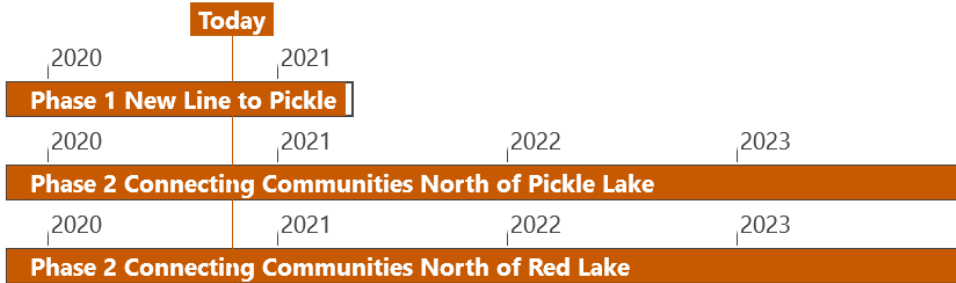 Today
2020 2021
Phase 1 New Line to Pickle
2020 2021 2022 2023
Phase 2 Connecting Communities North of Pickle Lake
2020 2021 2022 2023
Phase 2 Connecting Communities North of Red Lake